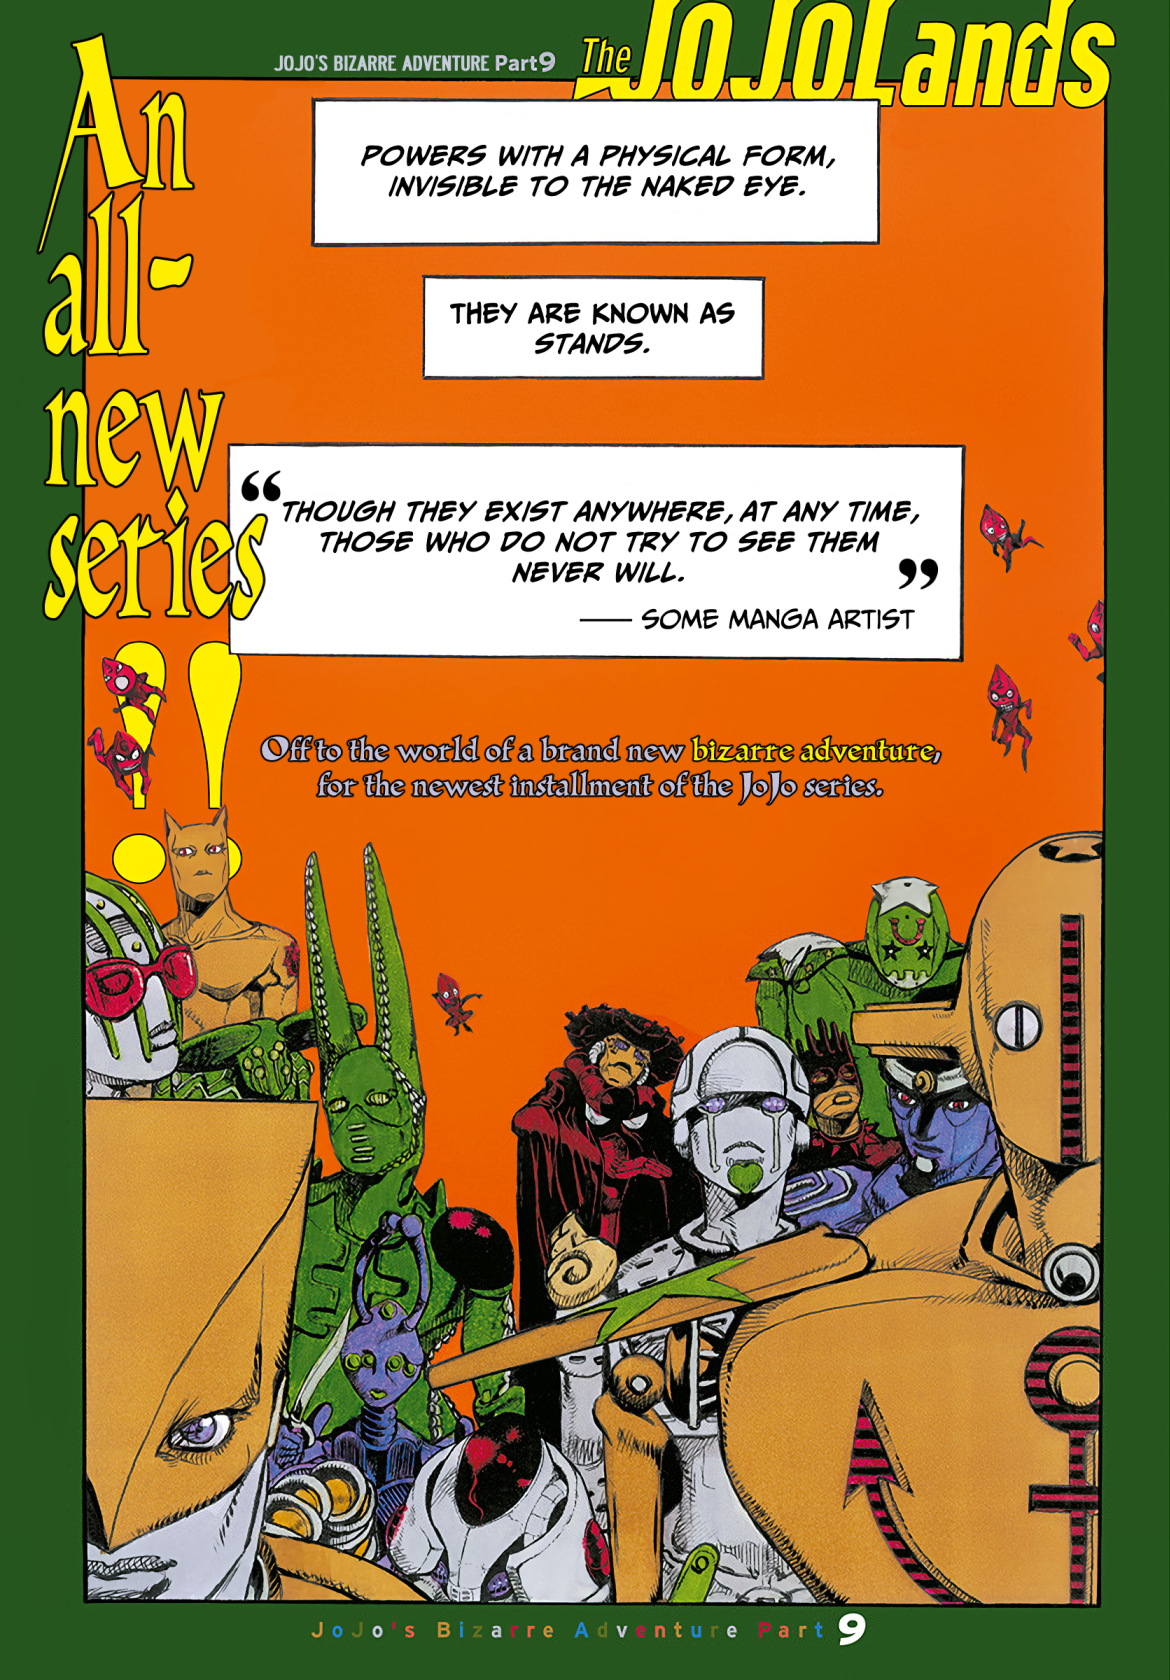 JOJO'S BIZARRE ADVENTURE Part9
The JoJoLands
An
all-
new
series
!!
POWERS WITH A PHYSICAL FORM,
INVISIBLE TO THE NAKED EYE.
THEY ARE KNOWN AS
STANDS.
“THOUGH THEY EXIST ANYWHERE, AT ANY TIME,
THOSE WHO DO NOT TRY TO SEE THEM
NEVER WILL.”
—— SOME MANGA ARTIST
Off to the world of a brand new bizarre adventure,
for the newest installment of the JoJo series.
JoJo's Bizarre Adventure Part 9